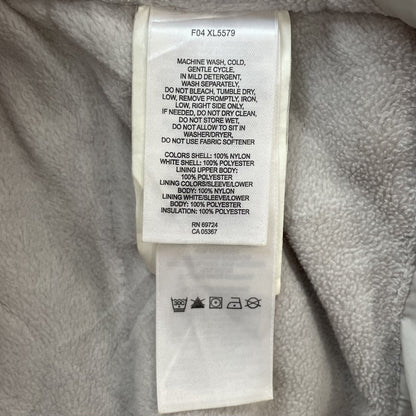 F04 XL5579
MACHINE WASH, COLD,
GENTLE CYCLE,
IN MILD DETERGENT,
WASH SEPARATELY,
DO NOT BLEACH, TUMBLE DRY,
LOW, REMOVE PROMPTLY, IRON,
LOW, RIGHT SIDE ONLY,
IF NEEDED, DO NOT DRY CLEAN,
DO NOT STORE WET,
DO NOT ALLOW TO SIT IN
WASHER/DRYER,
DO NOT USE FABRIC SOFTENER
COLORS SHELL: 100% NYLON
WHITE SHELL: 100% POLYESTER
LINING UPPER BODY:
100% POLYESTER
LINING COLORS/SLEEVE/LOWER
BODY: 100% NYLON
LINING WHITE/SLEEVE/LOWER
BODY: 100% POLYESTER
INSULATION: 100% POLYESTER
RN 69724
CA 05367